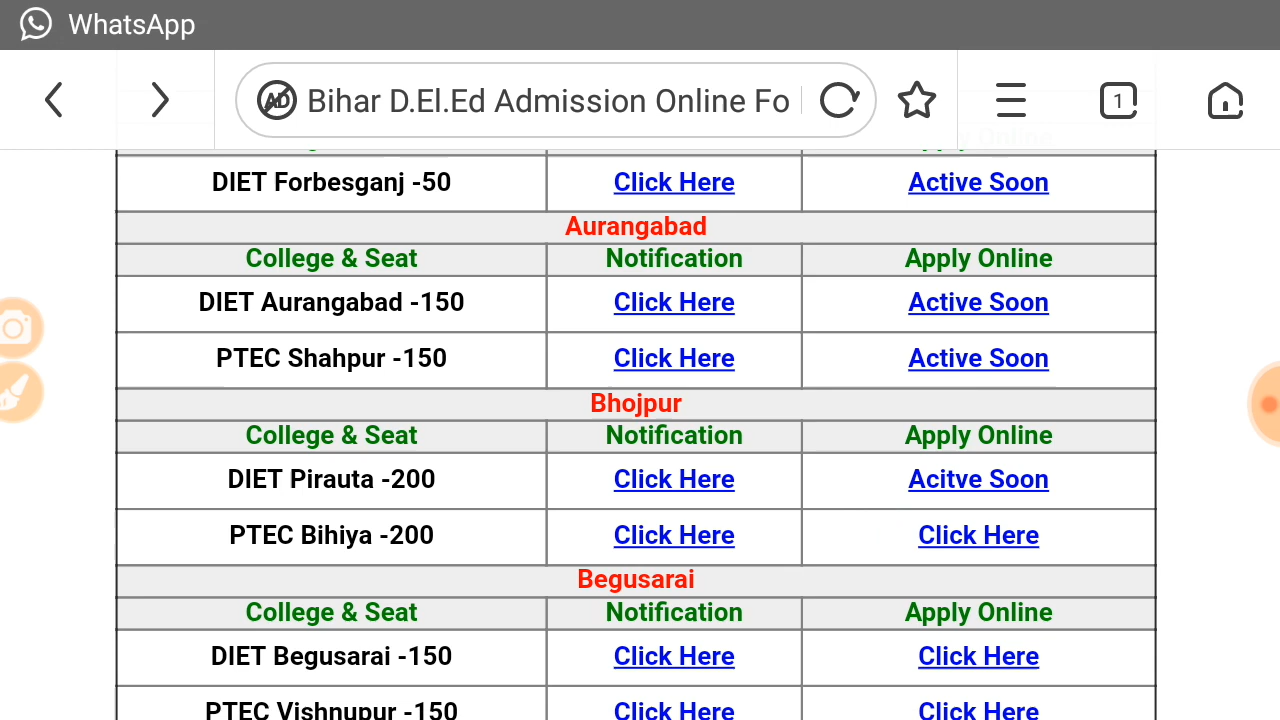 WhatsApp
AD Bihar D.El.Ed Admission Online Fo 1
DIET Forbesganj -50 Click Here Active Soon
Aurangabad
College & Seat Notification Apply Online
DIET Aurangabad -150 Click Here Active Soon
PTEC Shahpur -150 Click Here Active Soon
Bhojpur
College & Seat Notification Apply Online
DIET Pirauta -200 Click Here Acitve Soon
PTEC Bihiya -200 Click Here Click Here
Begusarai
College & Seat Notification Apply Online
DIET Begusarai -150 Click Here Click Here
PTEC Vishnupur -150 Click Here Click Here